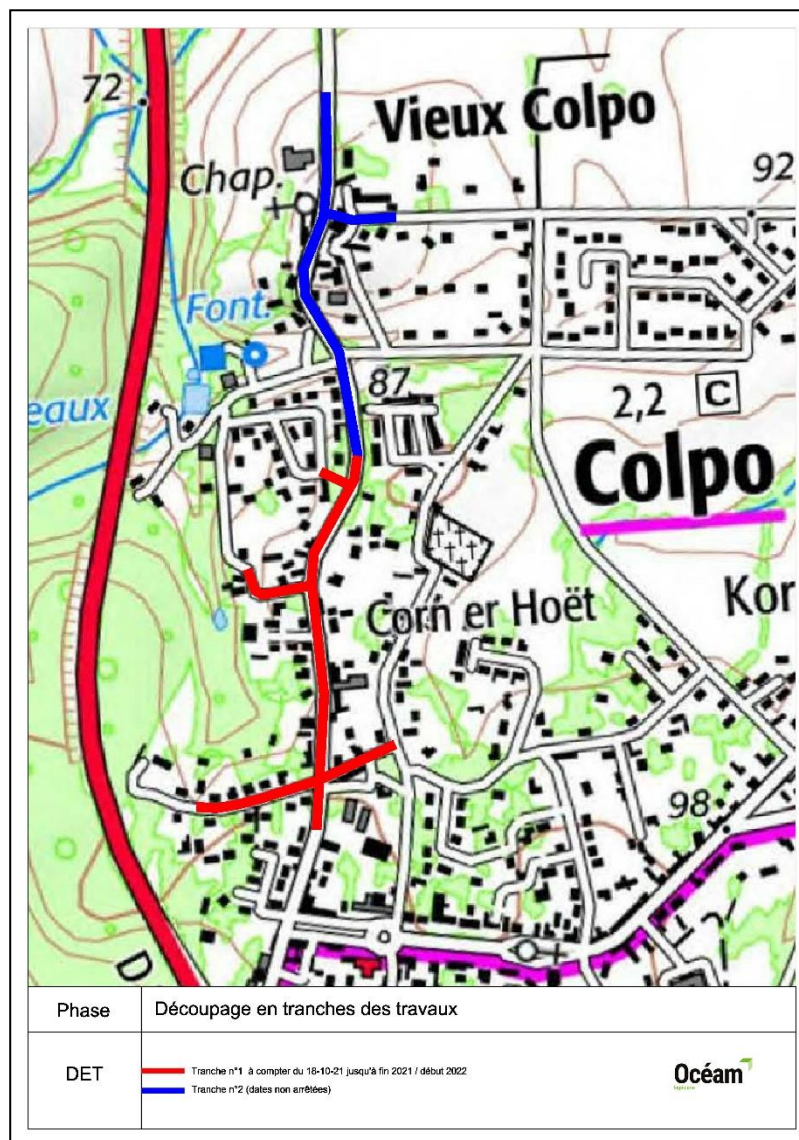 72
Vieux Colpo
Chap.
92
Font.
eaux
87
2,2 C
Colpo
Corn er Hoët
Kor
98
D
Phase
Découpage en tranches des travaux
DET
Tranche n°1 à compter du 18-10-21 jusqu'à fin 2021 / début 2022
Tranche n°2 (dates non arrêtées)
Océam